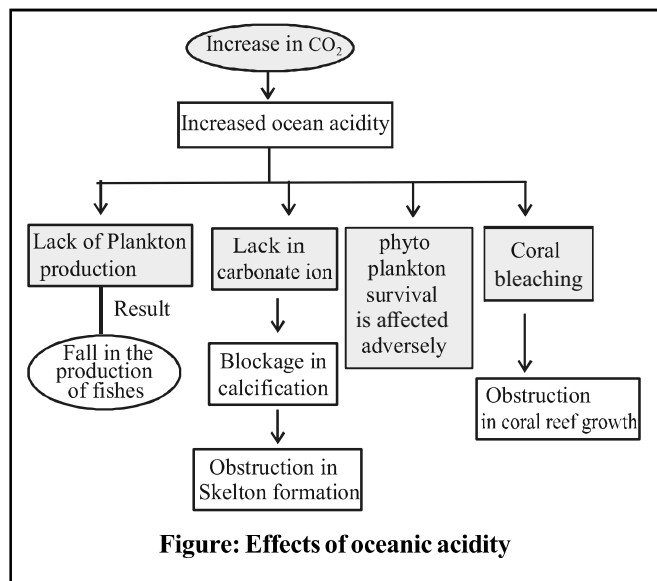 Increase in CO₂
Increased ocean acidity
Lack of Plankton
production
Result
Fall in the
production
of fishes
Lack in
carbonate ion
Blockage in
calcification
Obstruction in
Skelton formation
phyto
plankton
survival
is affected
adversely
Coral
bleaching
Obstruction
in coral reef growth
Figure: Effects of oceanic acidity